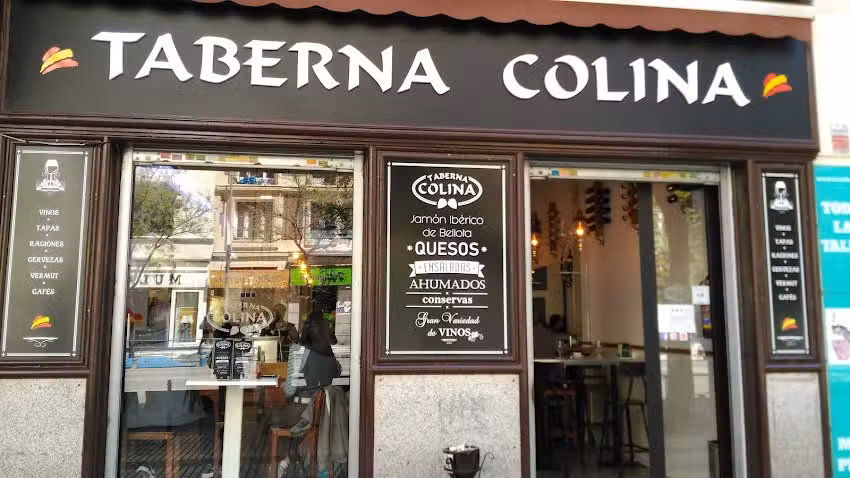 TABERNA COLINA
VINOS
TAPAS
RACIONES
CERVEZAS
VERMUT
CAFÉS
TABERNA
COLINA
Jamón Ibérico
de Bellota
QUESOS
ENSALADAS
AHUMADOS
conservas
Gran Variedad
de VINOS
VINOS
TAPAS
RACIONES
CERVEZAS
VERMUT
CAFÉS
COLINA